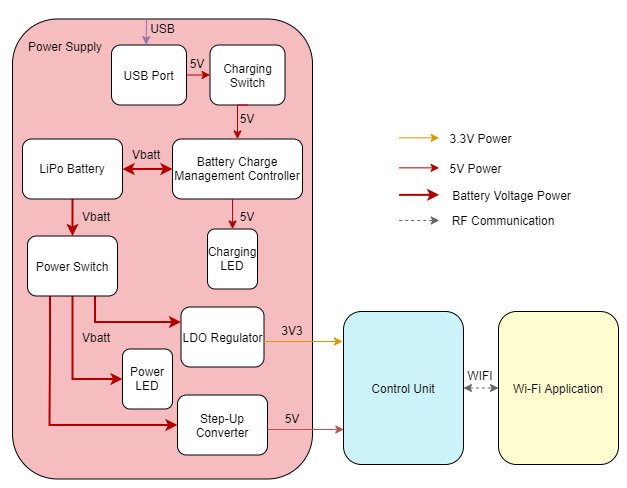 USB
Power Supply
USB Port
5V
Charging
Switch
5V
LiPo Battery
Vbatt
Battery Charge
Management Controller
Vbatt
5V
Power Switch
Charging
LED
Vbatt
LDO Regulator
3V3
Power
LED
Step-Up
Converter
5V
Control Unit
WIFI
Wi-Fi Application
3.3V Power
5V Power
Battery Voltage Power
RF Communication